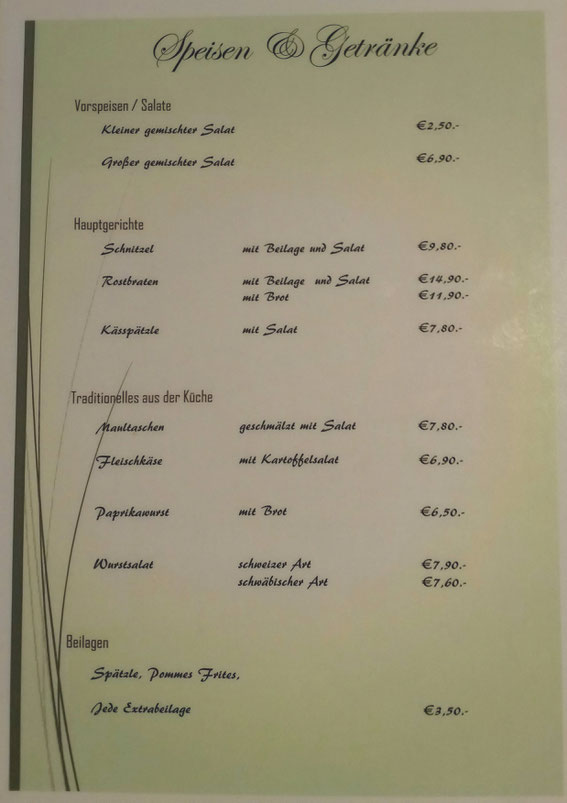 Speisen & Getränke
Vorspeisen / Salate
Kleiner gemischter Salat €2,50.-
Großer gemischter Salat €6,90.-
Hauptgerichte
Schnitzel mit Beilage und Salat €9,80.-
Rostbraten mit Beilage und Salat €14,90.-
mit Brot €11,90.-
Kässpätzle mit Salat €7,80.-
Traditionelles aus der Küche
Maultaschen geschmälzt mit Salat €7,80.-
Fleischkäse mit Kartoffelsalat €6,90.-
Paprikawurst mit Brot €6,50.-
Wurstsalat schweizer Art €7,90.-
schwäbischer Art €7,60.-
Beilagen
Spätzle, Pommes Frites,
Jede Extrabeilage €3,50.-